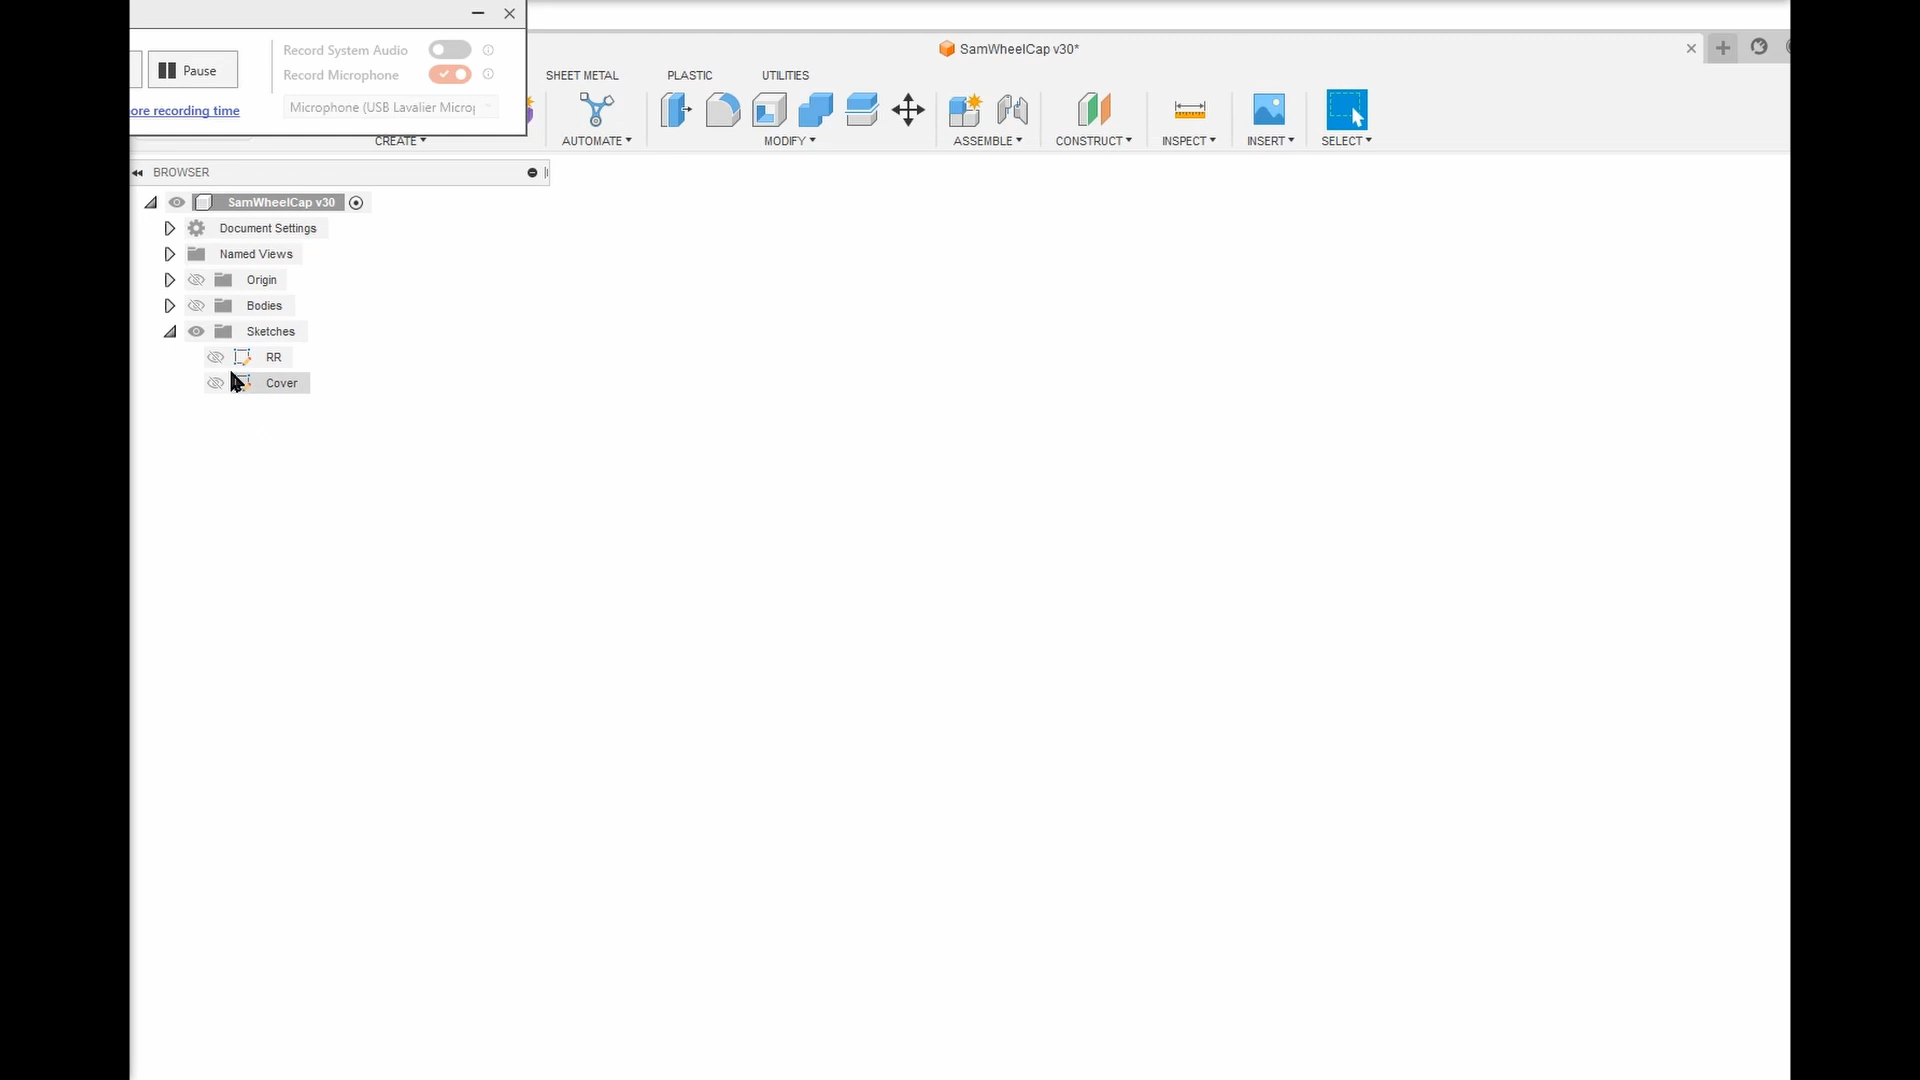 Pause
Record System Audio
Record Microphone
ore recording time
Microphone (USB Lavalier Microp
SamWheelCap v30*
SHEET METAL
PLASTIC
UTILITIES
CREATE
AUTOMATE
MODIFY
ASSEMBLE
CONSTRUCT
INSPECT
INSERT
SELECT
BROWSER
SamWheelCap v30
Document Settings
Named Views
Origin
Bodies
Sketches
RR
Cover